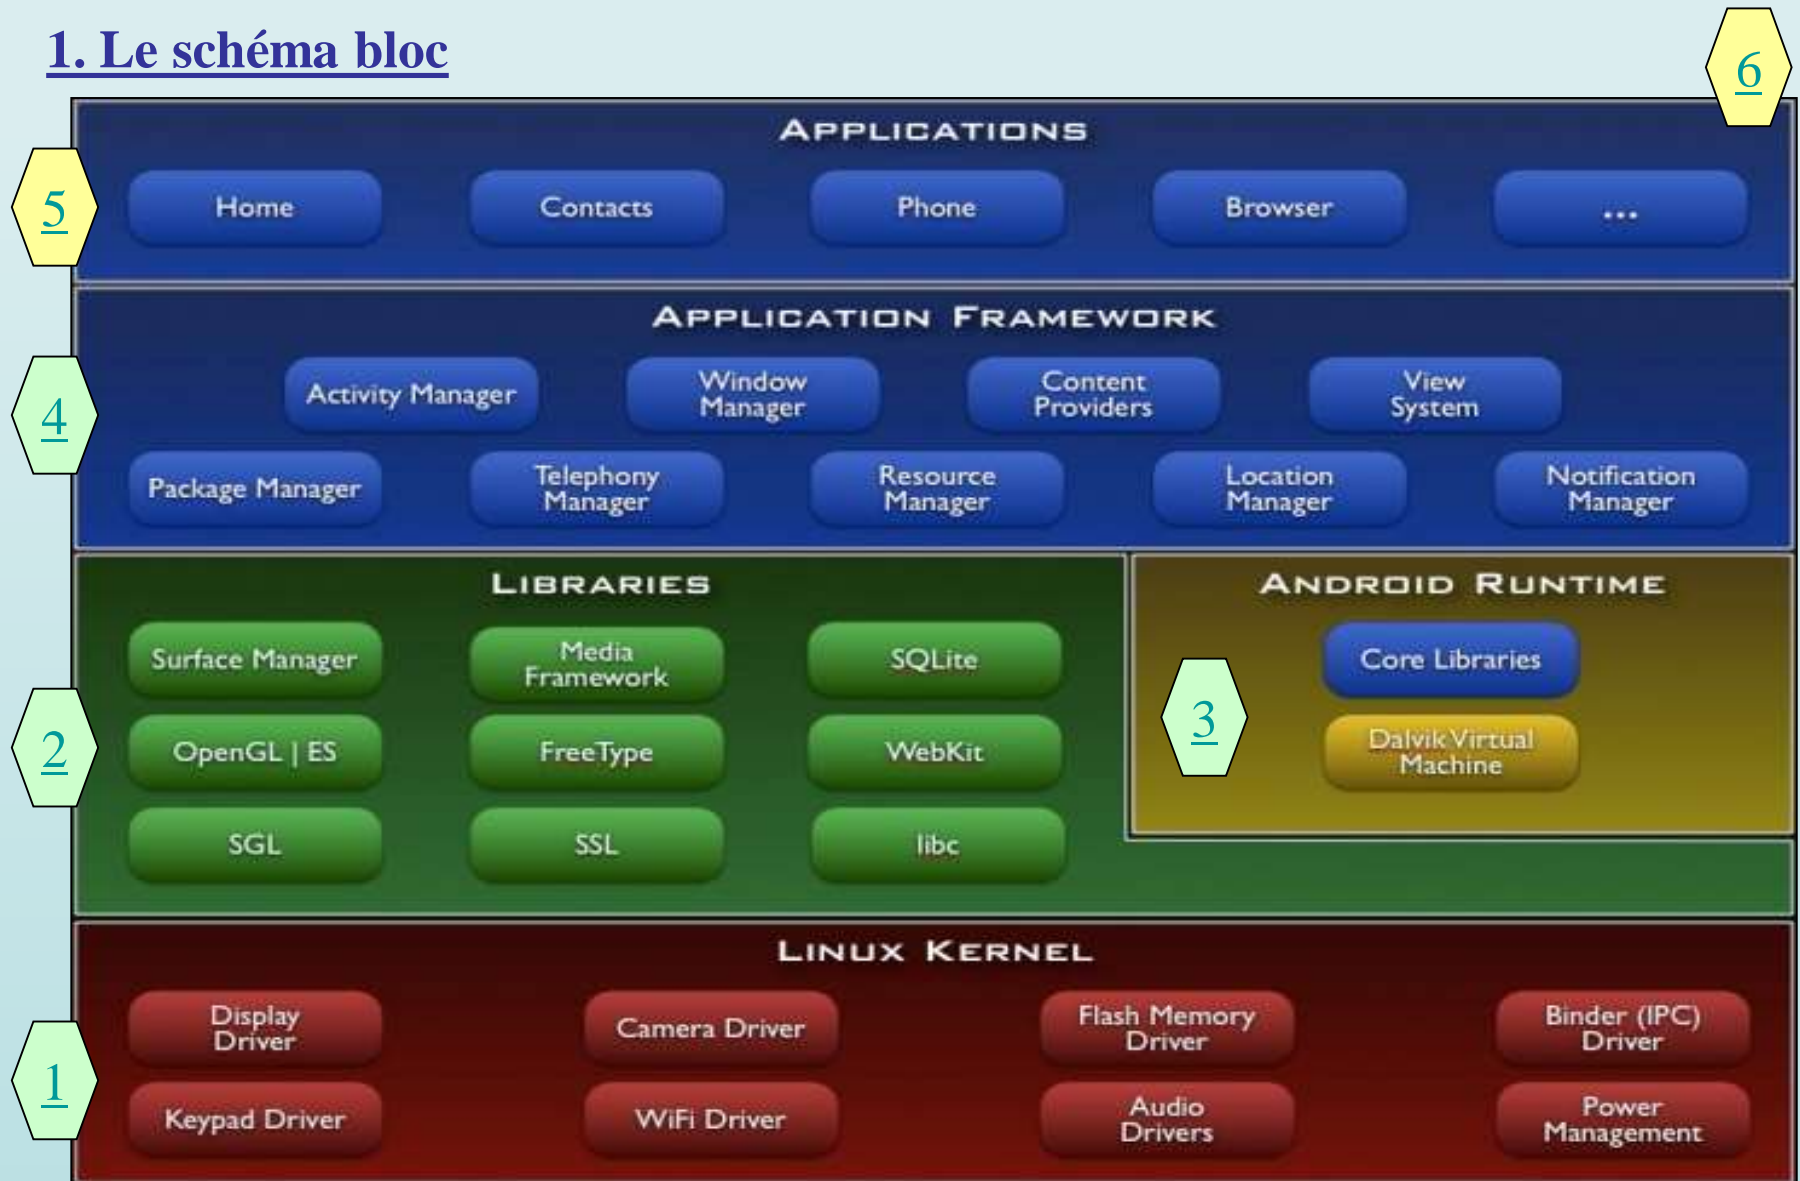 1. Le schéma bloc
6
APPLICATIONS
5
Home
Contacts
Phone
Browser
...
APPLICATION FRAMEWORK
4
Activity Manager
Window
Manager
Content
Providers
View
System
Package Manager
Telephony
Manager
Resource
Manager
Location
Manager
Notification
Manager
LIBRARIES
2
Surface Manager
Media
Framework
SQLite
OpenGL | ES
FreeType
WebKit
SGL
SSL
libc
ANDROID RUNTIME
3
Core Libraries
Dalvik Virtual
Machine
LINUX KERNEL
1
Display
Driver
Camera Driver
Flash Memory
Driver
Binder (IPC)
Driver
Keypad Driver
WiFi Driver
Audio
Drivers
Power
Management